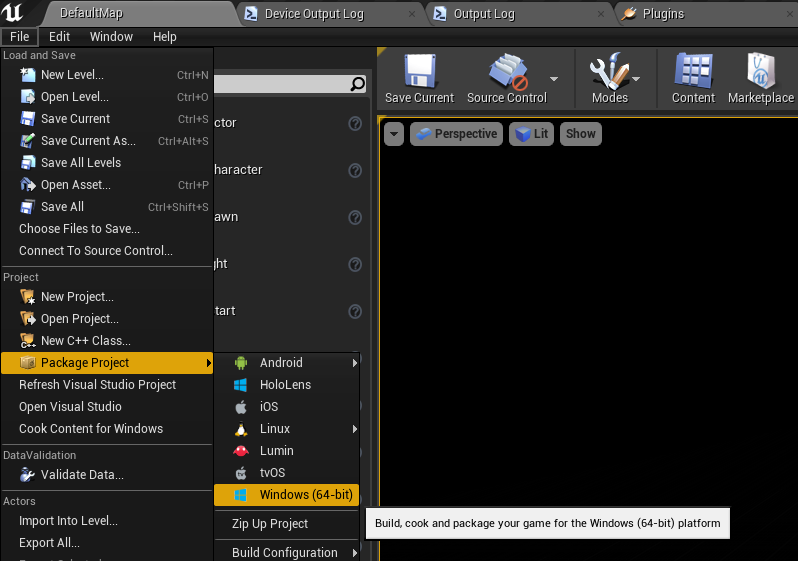 DefaultMap
Device Output Log
Output Log
Plugins
File Edit Window Help
Load and Save
New Level... Ctrl+N
Open Level... Ctrl+O
Save Current Ctrl+S
Save Current As... Ctrl+Alt+S
Save All Levels
Open Asset... Ctrl+P
Save All Ctrl+Shift+S
Choose Files to Save...
Connect To Source Control...
Project
New Project...
Open Project...
New C++ Class...
Package Project
Refresh Visual Studio Project
Open Visual Studio
Cook Content for Windows
DataValidation
Validate Data...
Actors
Import Into Level...
Export All...
ctor
haracter
awn
ght
tart
Android
HoloLens
iOS
Linux
Lumin
tvOS
Windows (64-bit)
Zip Up Project
Build Configuration
Build, cook and package your game for the Windows (64-bit) platform
Save Current
Source Control
Modes
Content
Marketplace
Perspective
Lit
Show